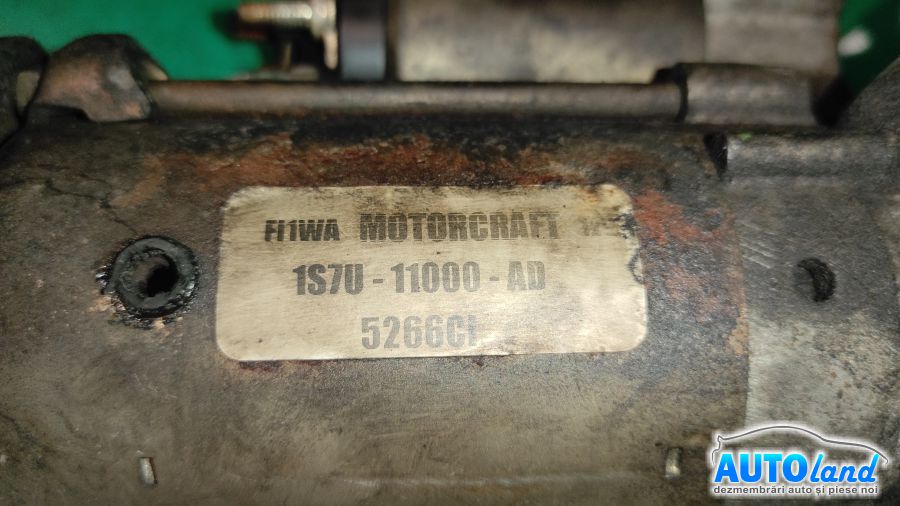 FI1WA MOTORCRAFT
1S7U - 11000 - AD
5266CI
AUTOland
dezmembrări auto și piese noi